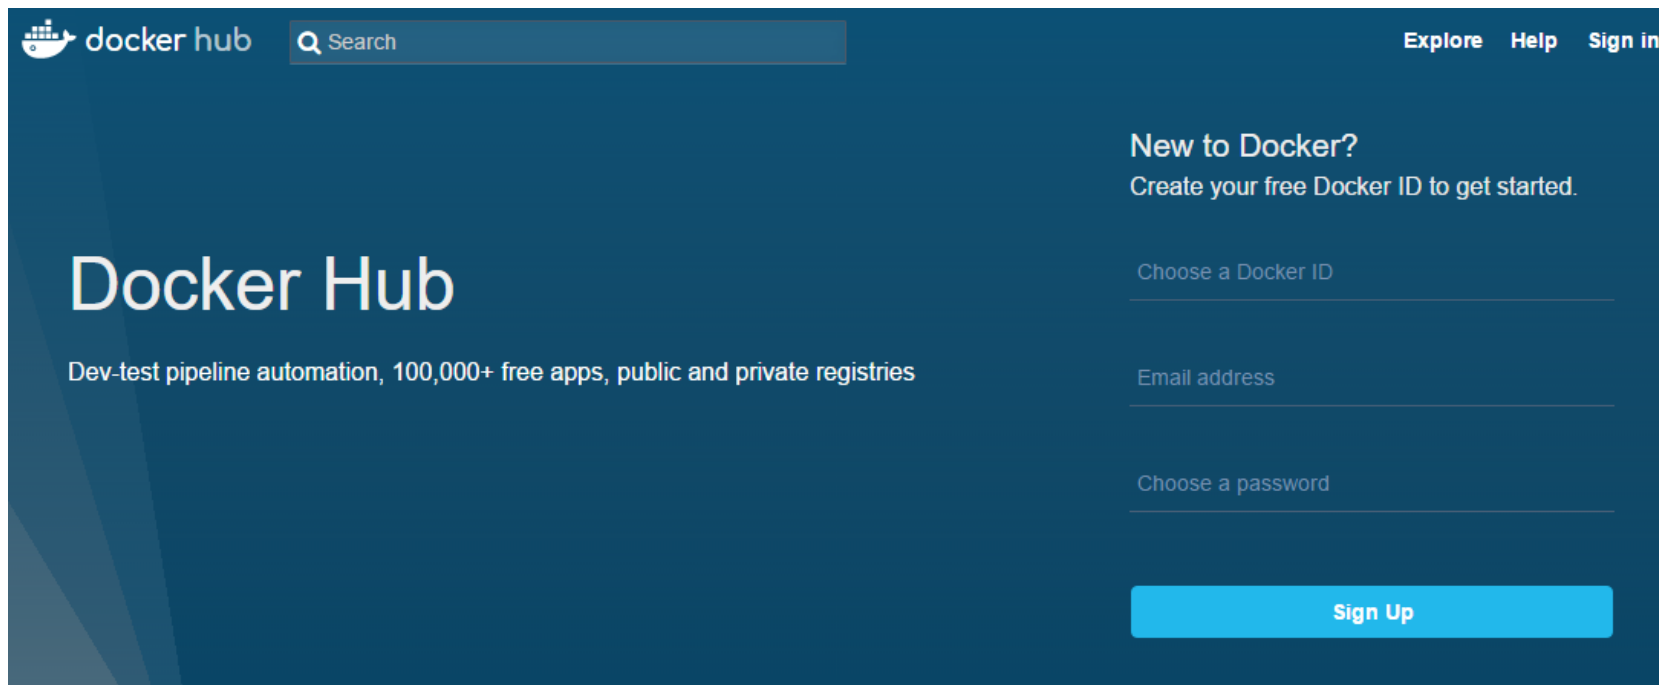 docker hub
Search
Explore
Help
Sign in
New to Docker?
Create your free Docker ID to get started.
Docker Hub
Dev-test pipeline automation, 100,000+ free apps, public and private registries
Choose a Docker ID
Email address
Choose a password
Sign Up